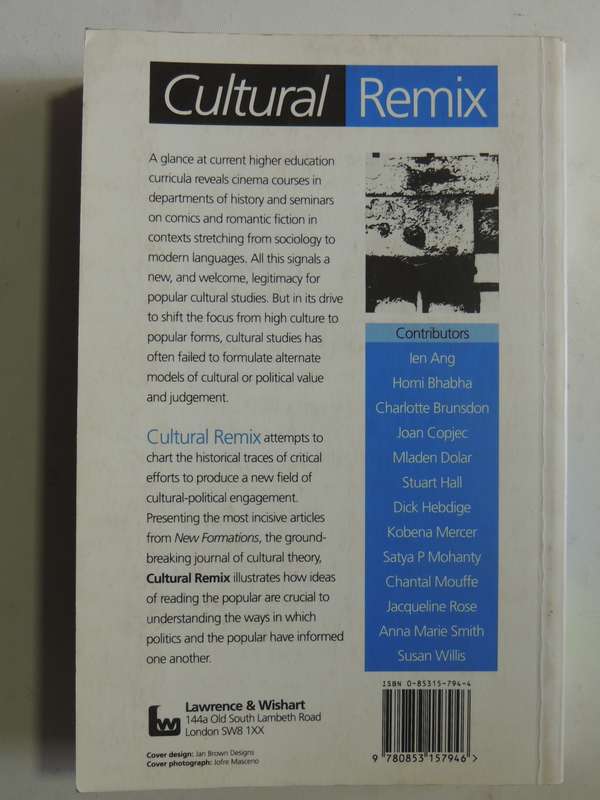 Cultural Remix
A glance at current higher education
curricula reveals cinema courses in
departments of history and seminars
on comics and romantic fiction in
contexts stretching from sociology to
modern languages. All this signals a
new, and welcome, legitimacy for
popular cultural studies. But in its drive
to shift the focus from high culture to
popular forms, cultural studies has
often failed to formulate alternate
models of cultural or political value
and judgement.
Cultural Remix attempts to
chart the historical traces of critical
efforts to produce a new field of
cultural-political engagement.
Presenting the most incisive articles
from New Formations, the ground-
breaking journal of cultural theory,
Cultural Remix illustrates how ideas
of reading the popular are crucial to
understanding the ways in which
politics and the popular have informed
one another.
Contributors
Ien Ang
Homi Bhabha
Charlotte Brunsdon
Joan Copjec
Mladen Dolar
Stuart Hall
Dick Hebdige
Kobena Mercer
Satya P Mohanty
Chantal Mouffe
Jacqueline Rose
Anna Marie Smith
Susan Willis
lw
Lawrence & Wishart
144a Old South Lambeth Road
London SW8 1XX
Cover design: Jan Brown Designs
Cover photograph: Jofre Masceno
ISBN 0-85315-794-4
9 780853 157946 >